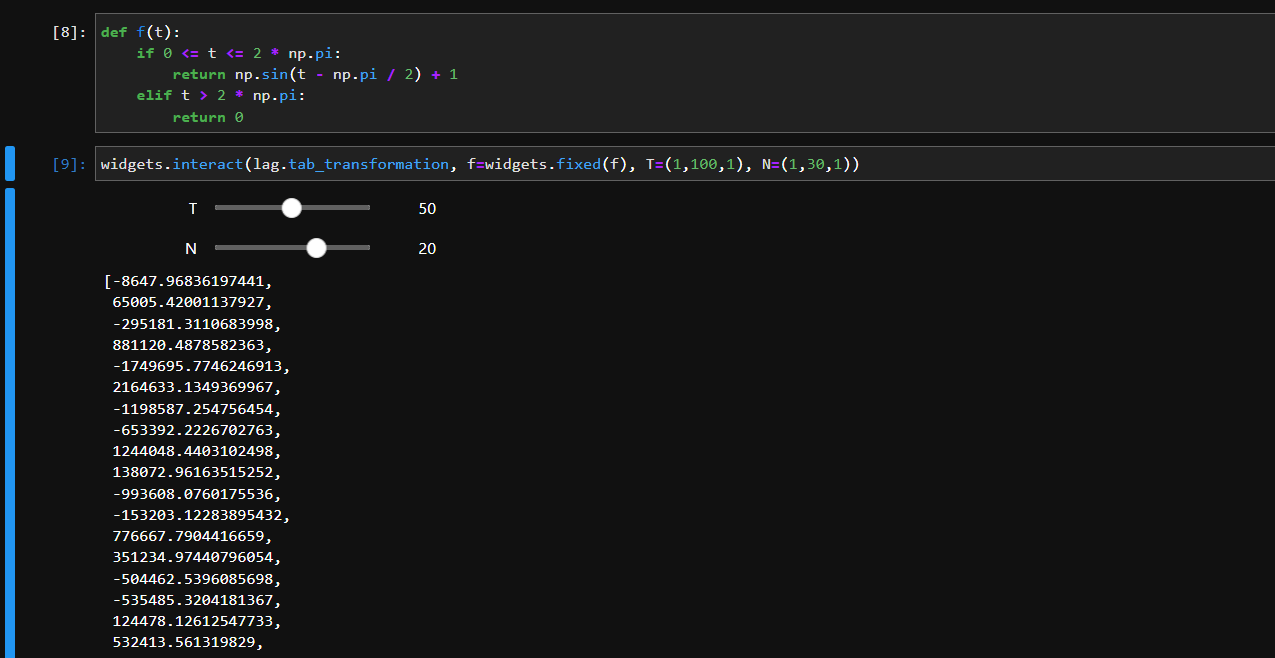 [8]: def f(t):
    if 0 <= t <= 2 * np.pi:
        return np.sin(t - np.pi / 2) + 1
    elif t > 2 * np.pi:
        return 0
[9]: widgets.interact(lag.tab_transformation, f=widgets.fixed(f), T=(1,100,1), N=(1,30,1))
T 50
N 20
[-8647.96836197441,
65005.42001137927,
-295181.3110683998,
881120.4878582363,
-1749695.7746246913,
2164633.1349369967,
-1198587.254756454,
-653392.2226702763,
1244048.4403102498,
138072.96163515252,
-993608.0760175536,
-153203.12283895432,
776667.7904416659,
351234.97440796054,
-504462.5396085698,
-535485.3204181367,
124478.12612547733,
532413.561319829,